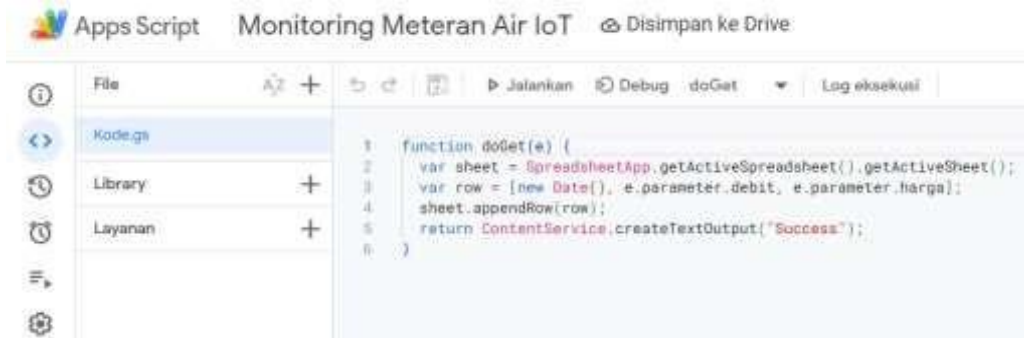 Apps Script Monitoring Meteran Air IoT Disimpan ke Drive
File AZ Jalankan Debug doGet Log eksekusi
Kode.gs
Library
Layanan
1 function doGet(e) {
2 var sheet = SpreadsheetApp.getActiveSpreadsheet().getActiveSheet();
3 var row = [new Date(), e.parameter.debit, e.parameter.harga];
4 sheet.appendRow(row);
5 return ContentService.createTextOutput("Success");
6 }